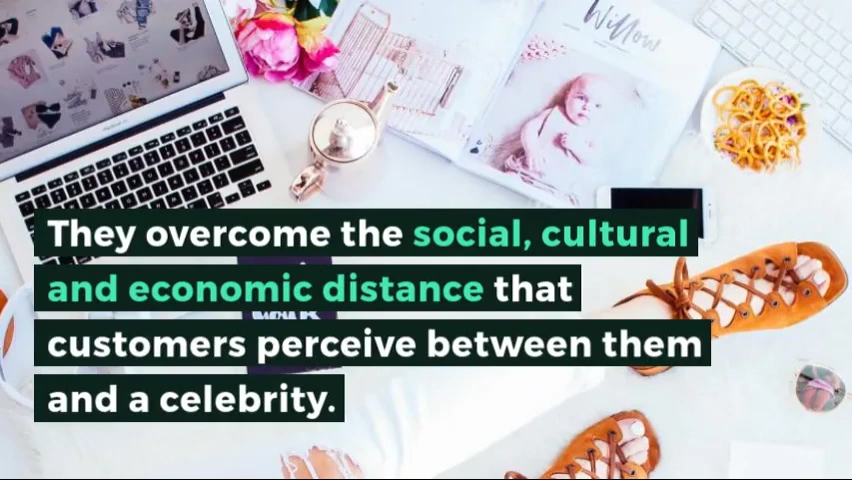 Willow
They overcome the social, cultural
and economic distance that
customers perceive between them
and a celebrity.